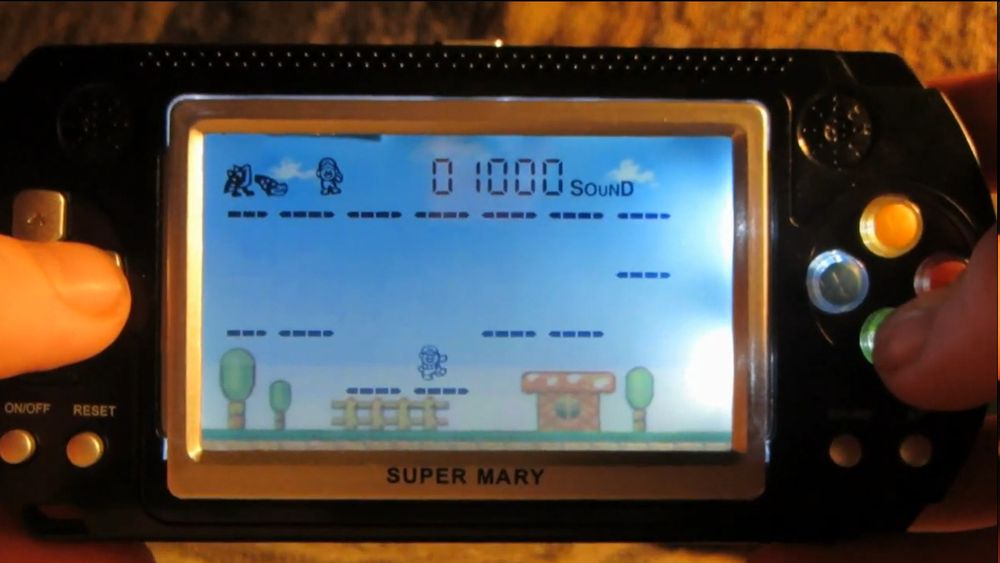 01000 SOUND
ON/OFF RESET
SUPER MARY